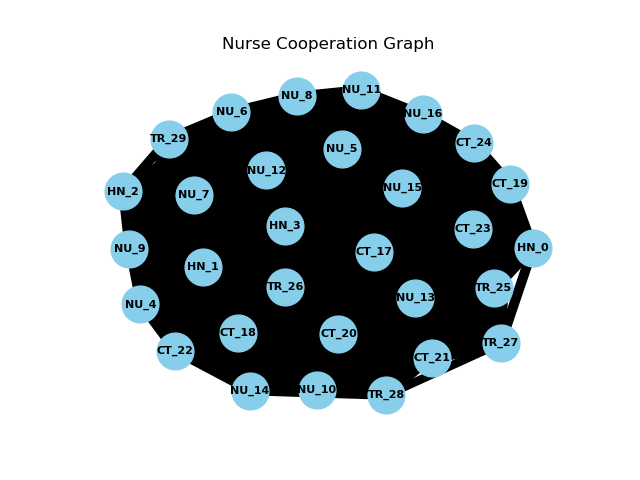 Nurse Cooperation Graph
NU_11
NU_8
NU_6
NU_16
TR_29
CT_24
NU_5
NU_12
CT_19
NU_15
HN_2
NU_7
HN_3
CT_23
NU_9
HN_0
CT_17
HN_1
TR_26
TR_25
NU_13
NU_4
CT_18
CT_20
TR_27
CT_22
CT_21
NU_14
NU_10
TR_28